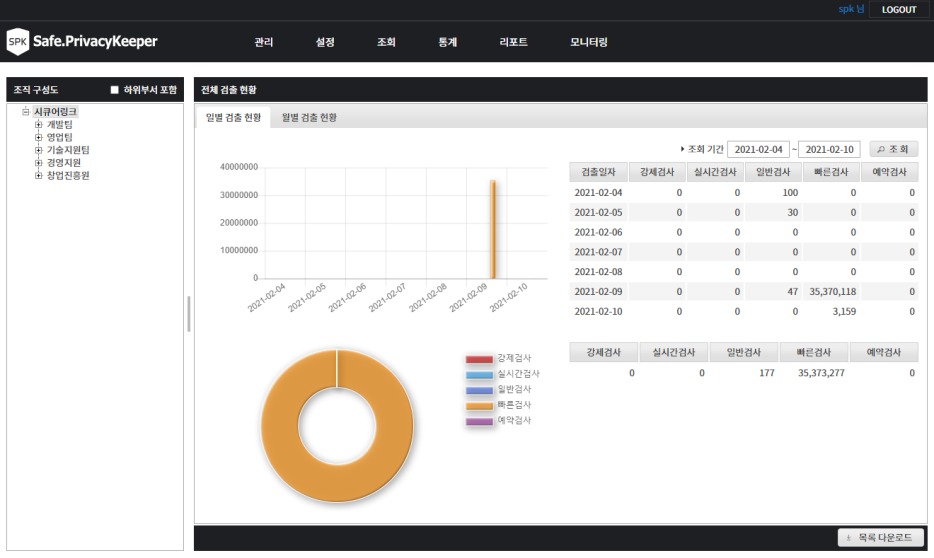 spk 님 LOGOUT
SPK Safe.PrivacyKeeper 관리 설정 조회 통계 리포트 모니터링
조직 구성도 하위부서 포함
시큐어링크
개발팀
영업팀
기술지원팀
경영지원
창업진흥원
전체 검출 현황
일별 검출 현황 월별 검출 현황
조회 기간 2021-02-04 ~ 2021-02-10 조 회
40000000
30000000
20000000
10000000
0
2021-02-04 2021-02-05 2021-02-06 2021-02-07 2021-02-08 2021-02-09 2021-02-10
검출일자 강제검사 실시간검사 일반검사 빠른검사 예약검사
2021-02-04 0 0 100 0 0
2021-02-05 0 0 30 0 0
2021-02-06 0 0 0 0 0
2021-02-07 0 0 0 0 0
2021-02-08 0 0 0 0 0
2021-02-09 0 0 47 35,370,118 0
2021-02-10 0 0 0 3,159 0
강제검사
실시간검사
일반검사
빠른검사
예약검사
강제검사 실시간검사 일반검사 빠른검사 예약검사
0 0 177 35,373,277 0
목록 다운로드